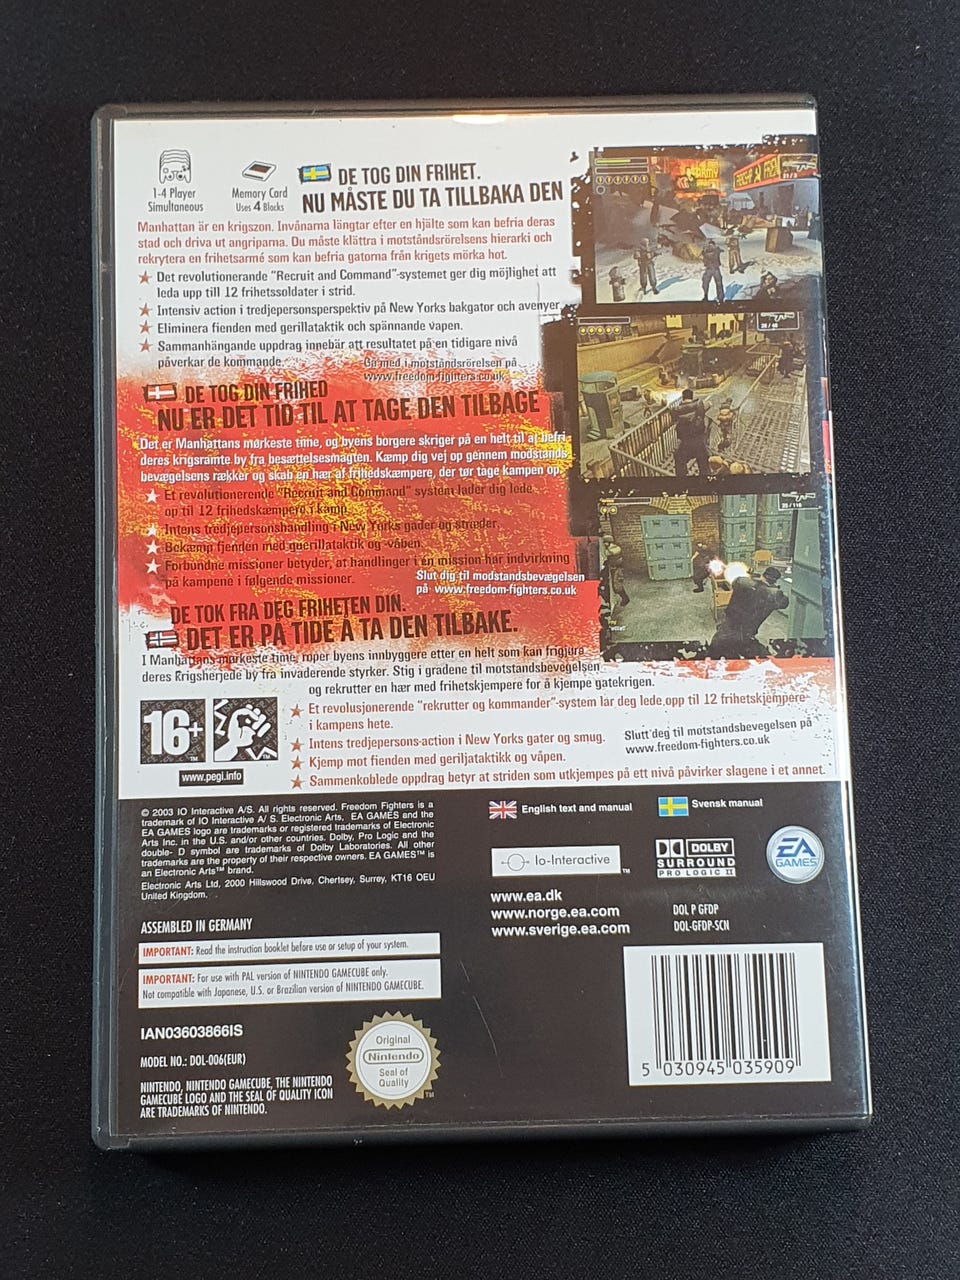 1-4 Player
Simultaneous
Memory Card
Uses 4 Blocks
DE TOG DIN FRIHET.
NU MÅSTE DU TA TILLBAKA DEN
Manhattan är en krigszon. Invånarna längtar efter en hjälte som kan befria deras
stad och driva ut angriparna. Du måste klättra i motståndsrörelsens hierarki och
rekrytera en frihetsarmé som kan befria gatorna från krigets mörka hot.
Det revolutionerande "Recruit and Command"-systemet ger dig möjlighet att
leda upp till 12 frihetssoldater i strid.
Intensiv action i tredjepersonsperspektiv på New Yorks bakgator och avenyer
Eliminera fienden med gerillataktik och spännande vapen.
Sammanhängande uppdrag innebär att resultatet på en tidigare nivå
påverkar de kommande.
Gå med i motståndsrörelsen på
www.freedom-fighters.co.uk
DE TOG DIN FRIHED
NU ER DET TID TIL AT TAGE DEN TILBAGE
Det er Manhattans mørkeste time, og byens borgere skriger på en helt til at befri
deres krigsramte by fra besættelsesmagten. Kæmp dig vej op gennem modstands
bevægelsens rækker og skab en hær af frihedskæmpere, der tør tage kampen op.
Et revolutionerende "Recruit and Command" system lader dig lede
op til 12 frihedskæmpere i kamp.
Intens tredjepersonshandling i New Yorks gader og stræder.
Bekæmp fjenden med guerillataktik og -våben.
Forbundne missioner betyder, at handlinger i én mission har indvirkning
på kampene i følgende missioner.
Slut dig til modstandsbevægelsen
på www.freedom-fighters.co.uk
DE TOK FRA DEG FRIHETEN DIN.
DET ER PÅ TIDE Å TA DEN TILBAKE.
I Manhattans mørkeste time, roper byens innbyggere etter en helt som kan frigjøre
deres krigsherjede by fra invaderende styrker. Stig i gradene til motstandsbevegelsen
og rekrutter en hær med frihetskjempere for å kjempe gatekrigen.
Et revolusjonerende "rekrutter og kommander"-system lar deg lede opp til 12 frihetskjempere
i kampens hete.
Intens tredjepersons-action i New Yorks gater og smug.
Kjemp mot fienden med geriljataktikk og våpen.
Sammenkoblede oppdrag betyr at striden som utkjempes på ett nivå påvirker slagene i et annet.
Slutt deg til motstandsbevegelsen på
www.freedom-fighters.co.uk
16+
www.pegi.info
© 2003 IO Interactive A/S. All rights reserved. Freedom Fighters is a
trademark of IO Interactive A/ S. Electronic Arts, EA GAMES and the
EA GAMES logo are trademarks or registered trademarks of Electronic
Arts Inc. in the U.S. and/or other countries. Dolby, Pro Logic and the
double- D symbol are trademarks of Dolby Laboratories. All other
trademarks are the property of their respective owners. EA GAMES™ is
an Electronic Arts™ brand.
Electronic Arts Ltd, 2000 Hillswood Drive, Chertsey, Surrey, KT16 OEU
United Kingdom.
English text and manual
Svensk manual
Io-Interactive™
DOLBY
SURROUND
PRO LOGIC II
EA
GAMES™
www.ea.dk
www.norge.ea.com
www.sverige.ea.com
DOL P GFDP
DOL-GFDP-SCN
ASSEMBLED IN GERMANY
IMPORTANT: Read the instruction booklet before use or setup of your system.
IMPORTANT: For use with PAL version of NINTENDO GAMECUBE only.
Not compatible with Japanese, U.S. or Brazilian version of NINTENDO GAMECUBE.
IAN03603866IS
MODEL NO.: DOL-006(EUR)
NINTENDO, NINTENDO GAMECUBE, THE NINTENDO
GAMECUBE LOGO AND THE SEAL OF QUALITY ICON
ARE TRADEMARKS OF NINTENDO.
Original
Nintendo
Seal of
Quality
™
5 030945 035909